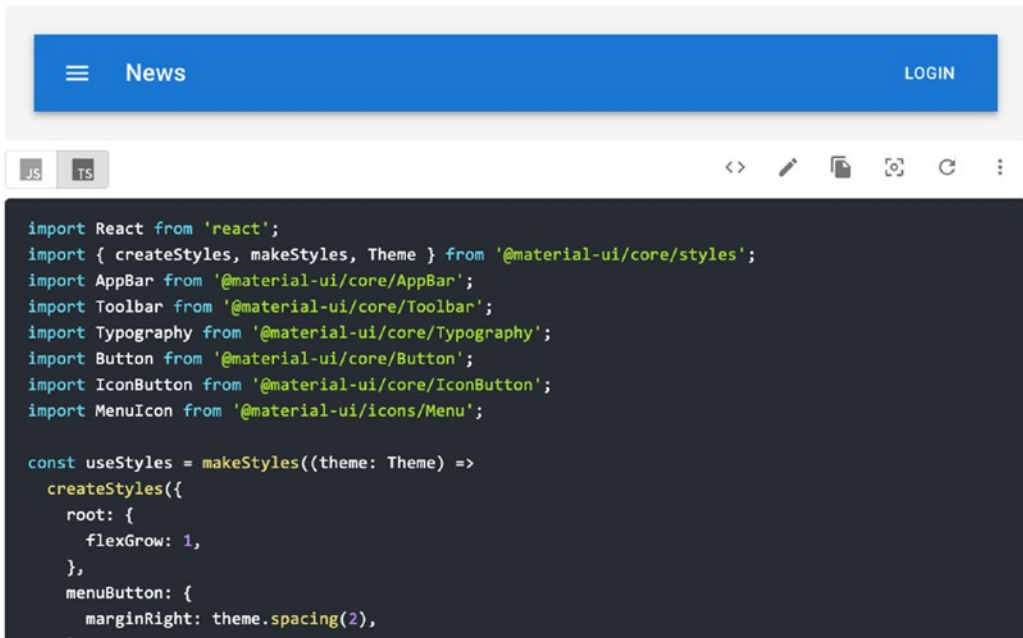 News LOGIN
JS TS
import React from 'react';
import { createStyles, makeStyles, Theme } from '@material-ui/core/styles';
import AppBar from '@material-ui/core/AppBar';
import Toolbar from '@material-ui/core/Toolbar';
import Typography from '@material-ui/core/Typography';
import Button from '@material-ui/core/Button';
import IconButton from '@material-ui/core/IconButton';
import MenuIcon from '@material-ui/icons/Menu';
const useStyles = makeStyles((theme: Theme) =>
createStyles({
root: {
flexGrow: 1,
},
menuButton: {
marginRight: theme.spacing(2),